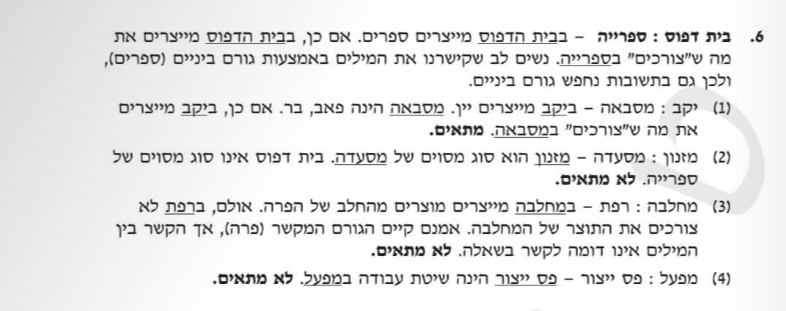 6. בית דפוס : ספרייה – בבית הדפוס מייצרים ספרים. אם כן, בבית הדפוס מייצרים את
מה ש"צורכים" בספרייה. נשים לב שקישרנו את המילים באמצעות גורם ביניים (ספרים),
ולכן גם בתשובות נחפש גורם ביניים.
(1) יקב : מסבאה – ביקב מייצרים יין. מסבאה הינה פאב, בר. אם כן, ביקב מייצרים
את מה ש"צורכים" במסבאה. מתאים.
(2) מזנון : מסעדה – מזנון הוא סוג מסוים של מסעדה. בית דפוס אינו סוג מסוים של
ספרייה. לא מתאים.
(3) מחלבה : רפת – במחלבה מייצרים מוצרים מהחלב של הפרה. אולם, ברפת לא
צורכים את התוצר של המחלבה. אמנם קיים הגורם המקשר (פרה), אך הקשר בין
המילים אינו דומה לקשר בשאלה. לא מתאים.
(4) מפעל : פס ייצור – פס ייצור הינה שיטת עבודה במפעל. לא מתאים.